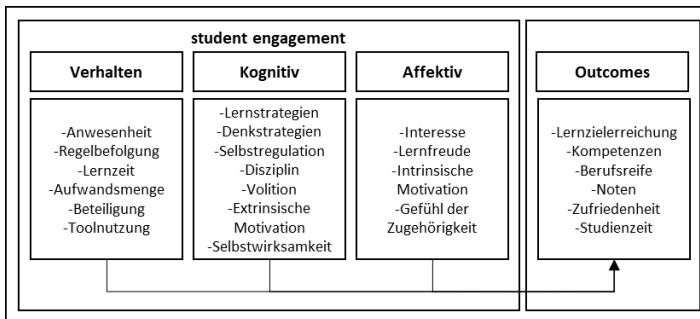 student engagement
Verhalten
-Anwesenheit
-Regelbefolgung
-Lernzeit
-Aufwandsmenge
-Beteiligung
-Toolnutzung
Kognitiv
-Lernstrategien
-Denkstrategien
-Selbstregulation
-Disziplin
-Volition
-Extrinsische
Motivation
-Selbstwirksamkeit
Affektiv
-Interesse
-Lernfreude
-Intrinsische
Motivation
-Gefühl der
Zugehörigkeit
Outcomes
-Lernzielerreichung
-Kompetenzen
-Berufsreife
-Noten
-Zufriedenheit
-Studienzeit